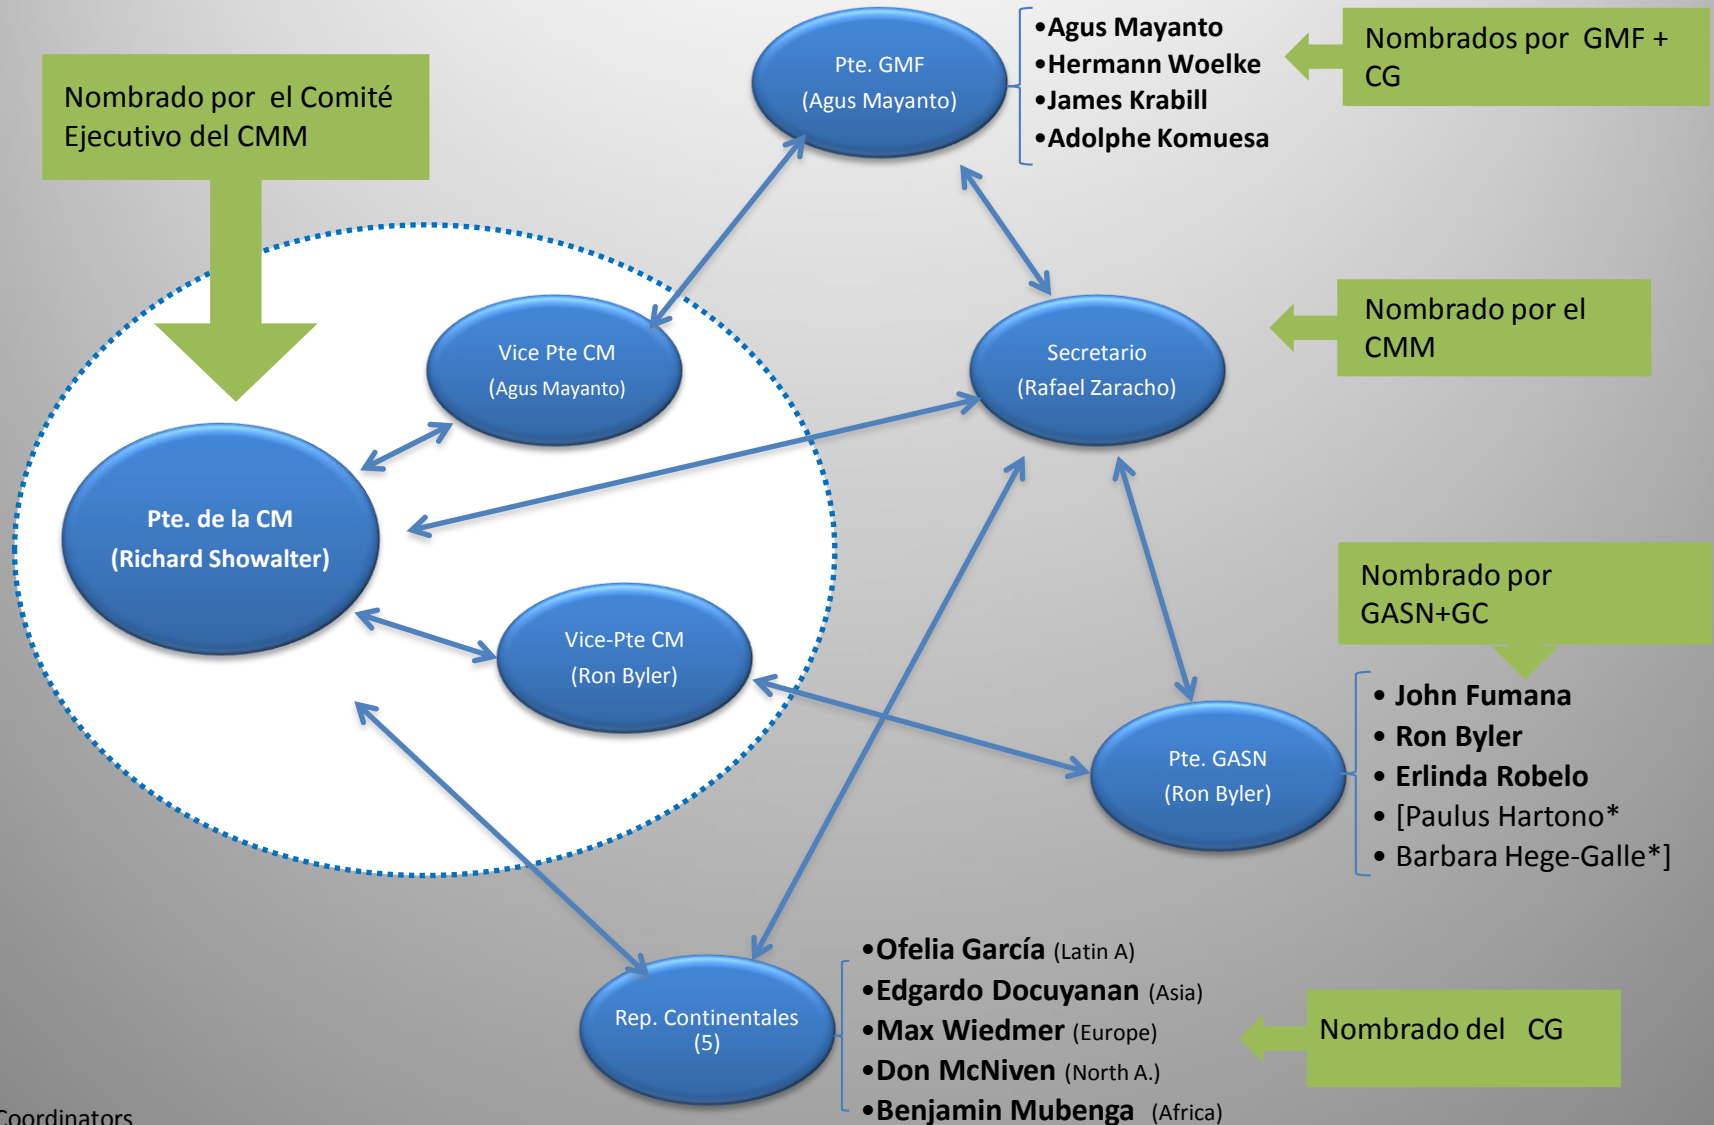 •Agus Mayanto
•Hermann Woelke
•James Krabill
•Adolphe Komuesa
Nombrados por GMF +
CG
Pte. GMF
(Agus Mayanto)
Nombrado por el Comité
Ejecutivo del CMM
Nombrado por el
CMM
Vice Pte CM
(Agus Mayanto)
Secretario
(Rafael Zaracho)
Pte. de la CM
(Richard Showalter)
Nombrado por
GASN+GC
Vice-Pte CM
(Ron Byler)
• John Fumana
• Ron Byler
• Erlinda Robelo
• [Paulus Hartono*
• Barbara Hege-Galle*]
Pte. GASN
(Ron Byler)
•Ofelia García (Latin A)
•Edgardo Docuyanan (Asia)
•Max Wiedmer (Europe)
•Don McNiven (North A.)
•Benjamin Mubenga (Africa)
Rep. Continentales
(5)
Nombrado del CG
Coordinators